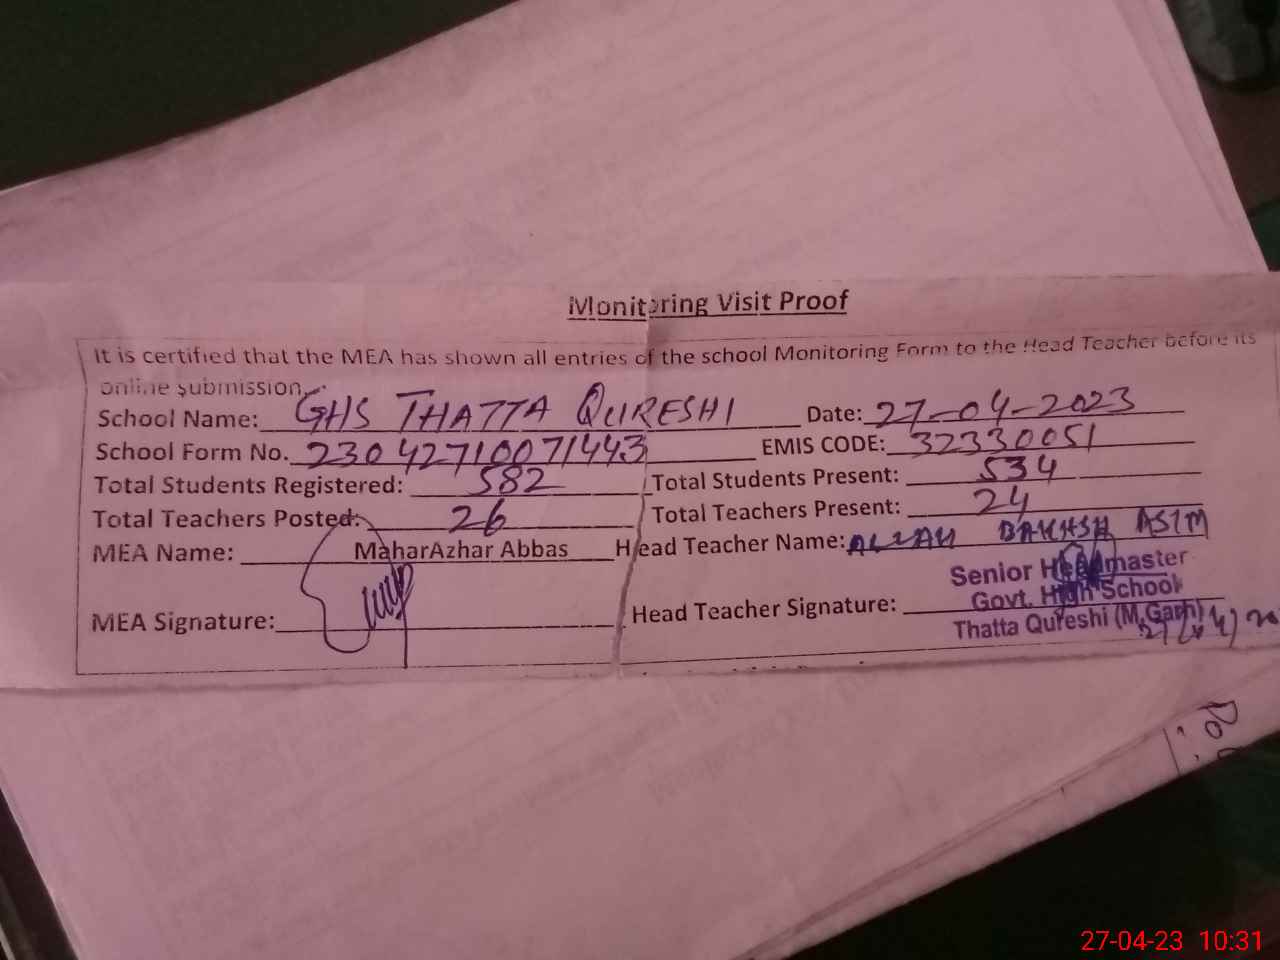 Monitoring Visit Proof
It is certified that the MEA has shown all entries of the school Monitoring Form to the Head Teacher before its
online submission.
School Name: GHS THATTA QURESHI Date: 27-04-2023
School Form No. 23042710071443 EMIS CODE: 32330051
Total Students Registered: 582 Total Students Present: 534
Total Teachers Posted: 26 Total Teachers Present: 24
MEA Name: MaharAzhar Abbas Head Teacher Name: ALLAH BAKHSH ASIM
Senior Headmaster
Govt. High School
MEA Signature: Head Teacher Signature:
Thatta Qureshi (M.Garh)
27-04-23 10:31